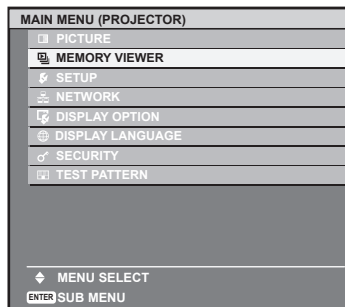 MAIN MENU (PROJECTOR)
PICTURE
MEMORY VIEWER
SETUP
NETWORK
DISPLAY OPTION
DISPLAY LANGUAGE
SECURITY
TEST PATTERN
MENU SELECT
ENTER SUB MENU